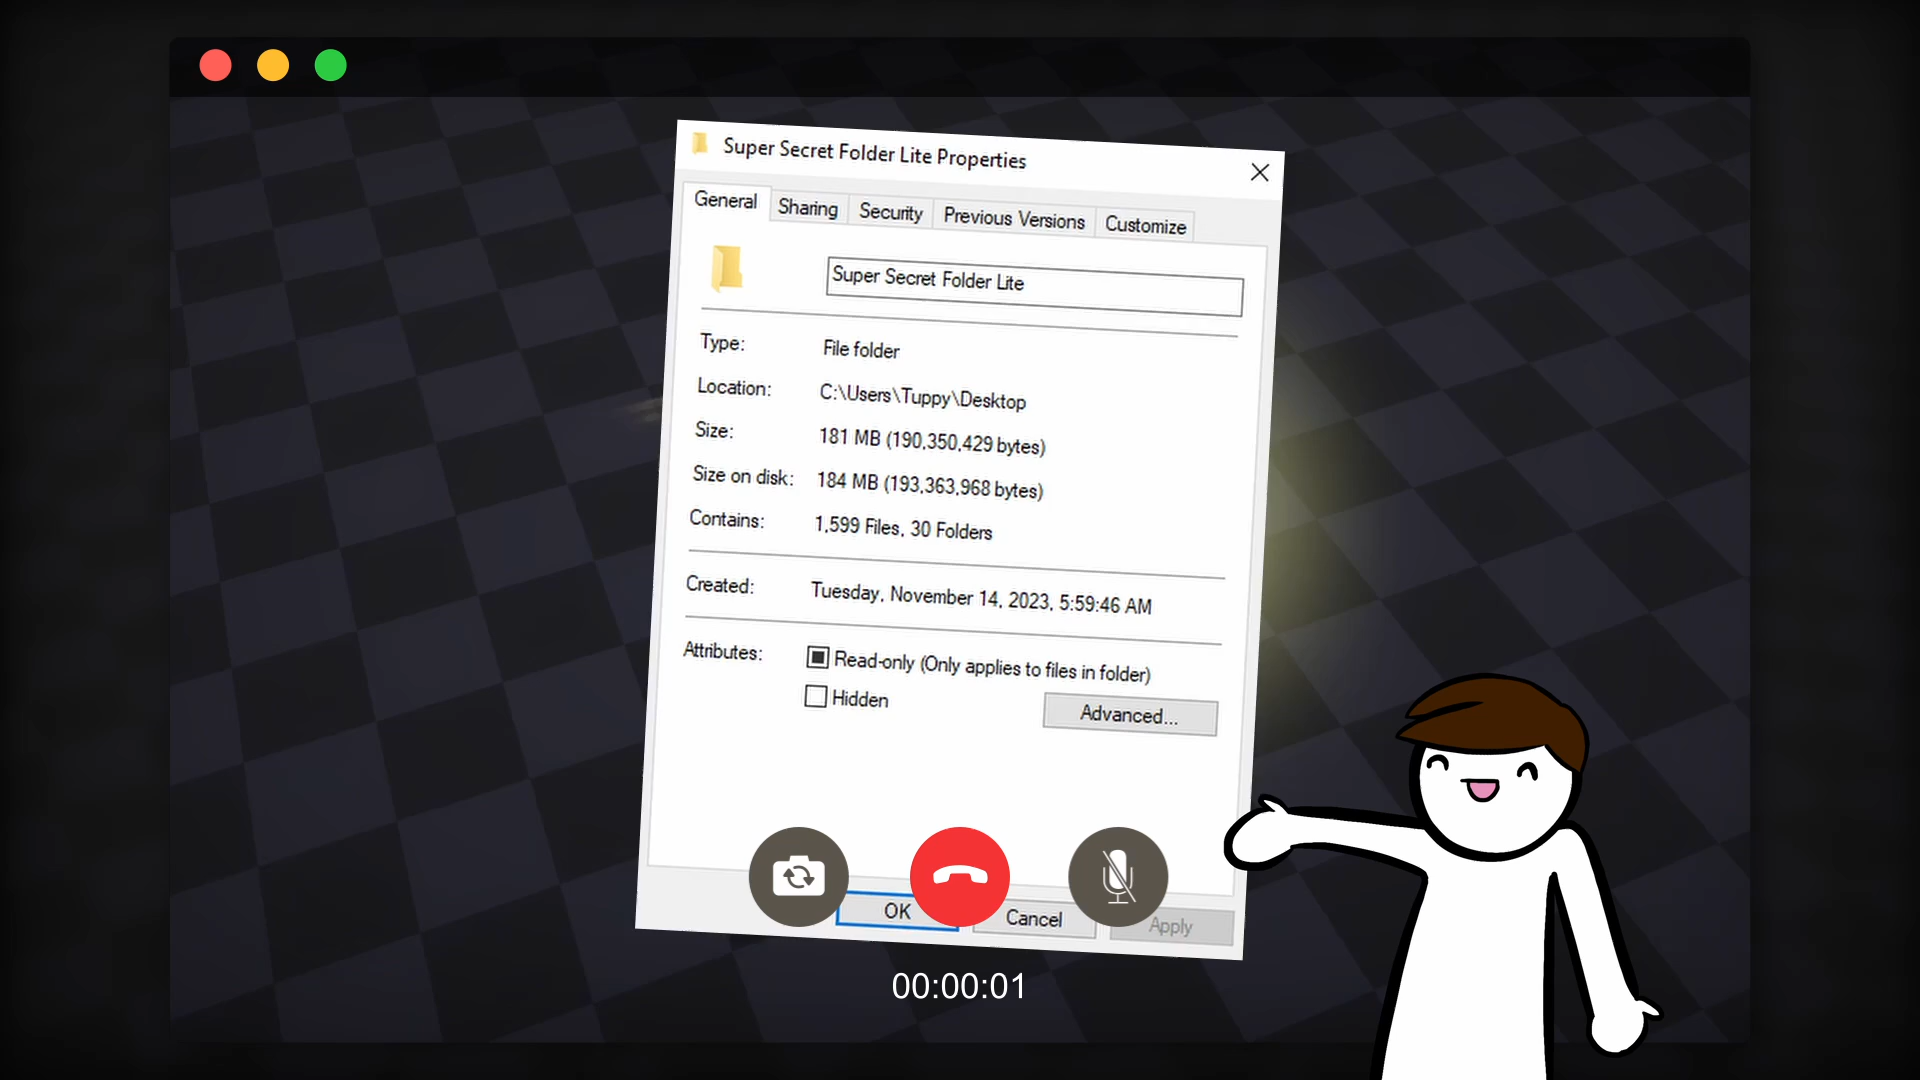 Super Secret Folder Lite Properties
General Sharing Security Previous Versions Customize
Super Secret Folder Lite
Type: File folder
Location: C:\Users\Tuppy\Desktop
Size: 181 MB (190,350,429 bytes)
Size on disk: 184 MB (193,363,968 bytes)
Contains: 1,599 Files, 30 Folders
Created: Tuesday, November 14, 2023, 5:59:46 AM
Attributes: Read-only (Only applies to files in folder)
Hidden Advanced...
OK Cancel Apply
00:00:01